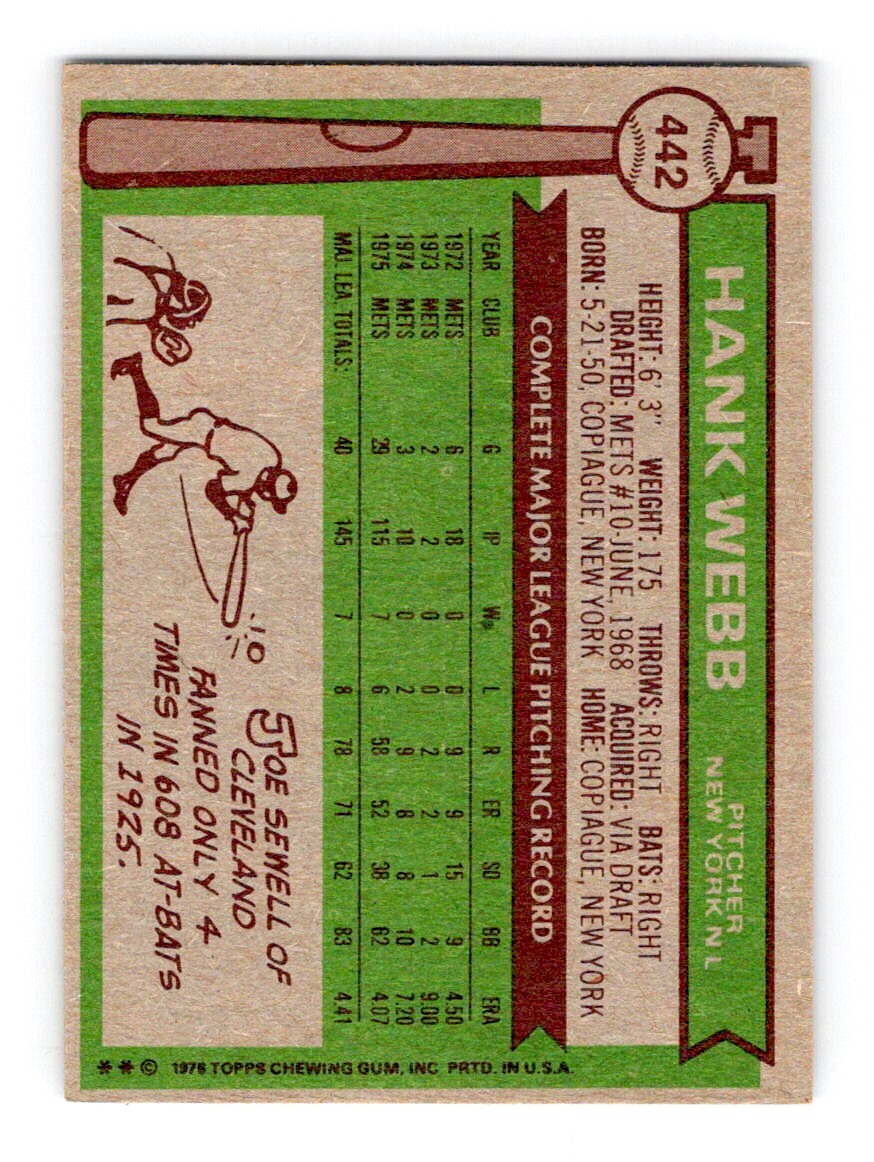 442
HANK WEBB
PITCHER
NEW YORK N L
HEIGHT: 6' 3" WEIGHT: 175 THROWS: RIGHT BATS: RIGHT
DRAFTED: METS #10-JUNE, 1968 ACQUIRED: VIA DRAFT
BORN: 5-21-50, COPIAGUE, NEW YORK HOME: COPIAGUE, NEW YORK
COMPLETE MAJOR LEAGUE PITCHING RECORD
YEAR CLUB G IP W L R ER SO BB ERA
1972 METS 6 18 0 0 9 9 15 9 4.50
1973 METS 2 2 0 0 2 2 1 2 9.00
1974 METS 3 10 0 2 9 8 8 10 7.20
1975 METS 29 115 7 6 58 52 38 62 4.07
MAJ. LEA. TOTALS: 40 145 7 8 78 71 62 83 4.41
JOE SEWELL OF
CLEVELAND
FANNED ONLY 4
TIMES IN 608 AT-BATS
IN 1925.
** © 1976 TOPPS CHEWING GUM, INC PRTD. IN U.S.A.